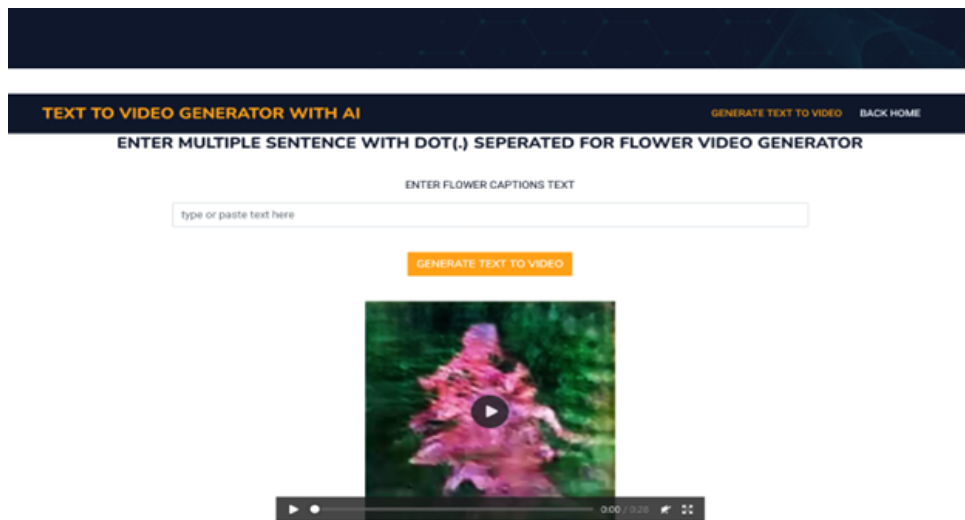 TEXT TO VIDEO GENERATOR WITH AI
GENERATE TEXT TO VIDEO BACK HOME
ENTER MULTIPLE SENTENCE WITH DOT(.) SEPERATED FOR FLOWER VIDEO GENERATOR
ENTER FLOWER CAPTIONS TEXT
type or paste text here
GENERATE TEXT TO VIDEO
0:00 / 0:28